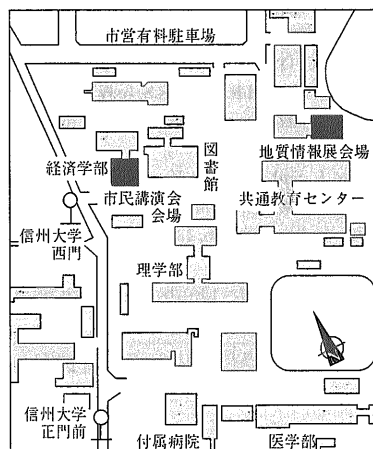 市営有料駐車場
図書館
地質情報展会場
経済学部
市民講演会
会場
共通教育センター
信州大学
西門
理学部
信州大学
正門前
付属病院
医学部